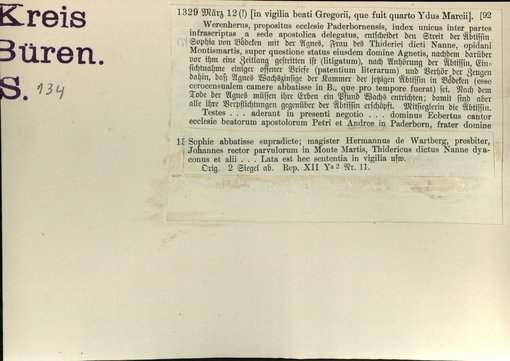 Kreis
Büren.
S. 134
1329 März 12 (!) [in vigilia beati Gregorii, que fuit quarto Ydus Marcii]. [92
Werenherus, prepositus ecclesie Paderbornensis, iudex unicus inter partes
infrascriptas a sede apostolica delegatus, entscheidet den Streit der Äbtissin
Sophia von Bödeken mit der Agnes, Frau des Thiderici dicti Nanne, opidani
Montismartis, super questione status eiusdem domine Agnetis, nachdem darüber
vor ihm eine Zeitlang gestritten ist (litigatum), nach Anhörung der Äbtissin, Ein-
sichtnahme einiger offener Briefe (patentium literarum) und Verhör der Zeugen
dahin, daß Agnes Wachszinsige der Kammer der jetzigen Äbtissin in Bödeken (esse
cerocensualem camere abbatisse in B., que pro tempore fuerat) sei. Nach dem
Tode der Agnes müssen ihre Erben ein Pfund Wachs entrichten; damit sind aber
alle ihre Verpflichtungen gegenüber der Äbtissin erschöpft. Mitsieglerin die Äbtissin.
Testes . . . aderant in presenti negotio . . . dominus Ecbertus cantor
ecclesie beatorum apostolorum Petri et Andree in Paderborn, frater domine
Sophie abbatisse supradicte; magister Hermannus de Wartberg, presbiter,
Johannes rector parvulorum in Monte Martis, Thidericus dictus Nanne dya-
conus et alii . . . Lata est hec sententia in vigilia usw.
Orig. 2 Siegel ab. Rep. XII Ya 2 Nr. 11.